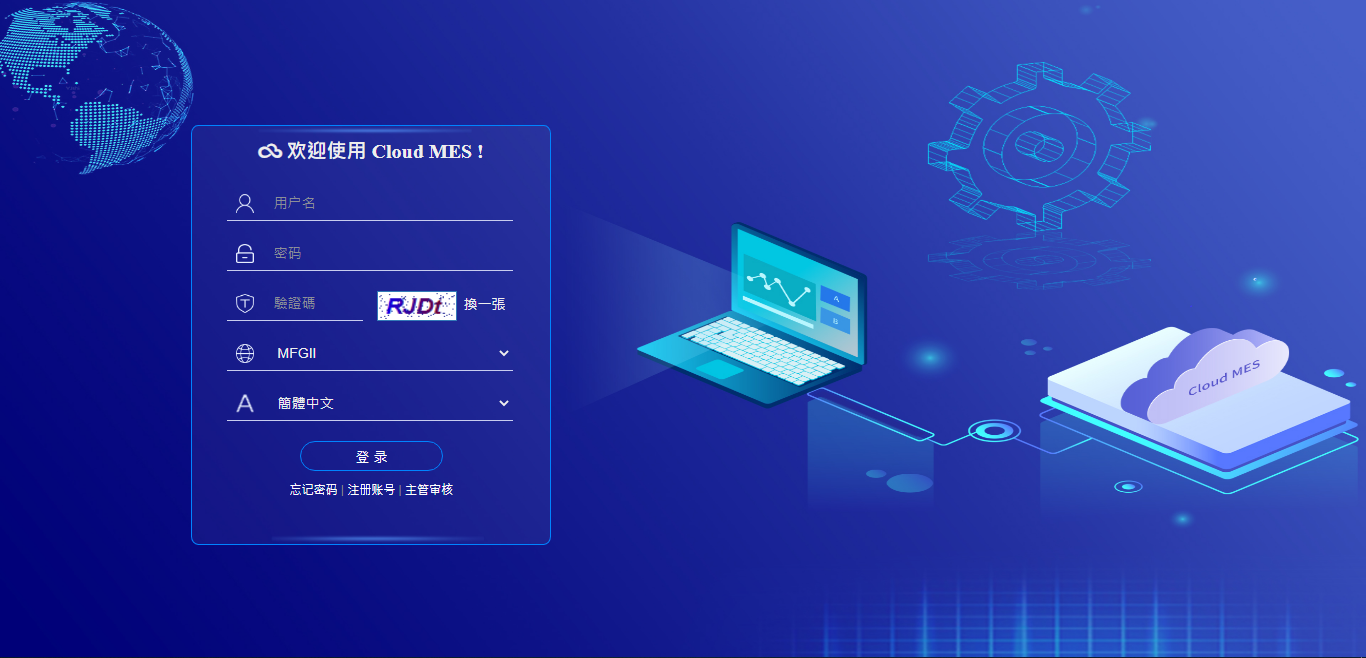 欢迎使用 Cloud MES !
用户名
密码
驗證碼 RJDt 換一張
MFGII
簡體中文
登 录
忘记密码 | 注册账号 | 主管审核
A
B
Cloud MES